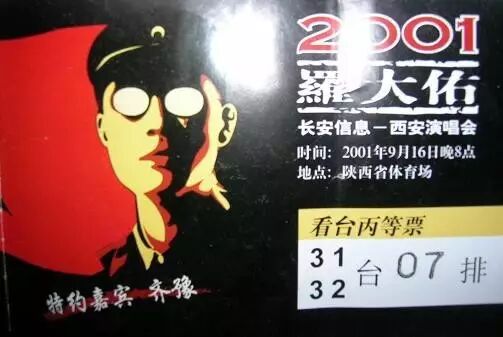 2001
羅大佑
长安信息－西安演唱会
时间：2001年9月16日晚8点
地点：陕西省体育场
看台丙等票
31
32 台 07 排
特约嘉宾 齐豫